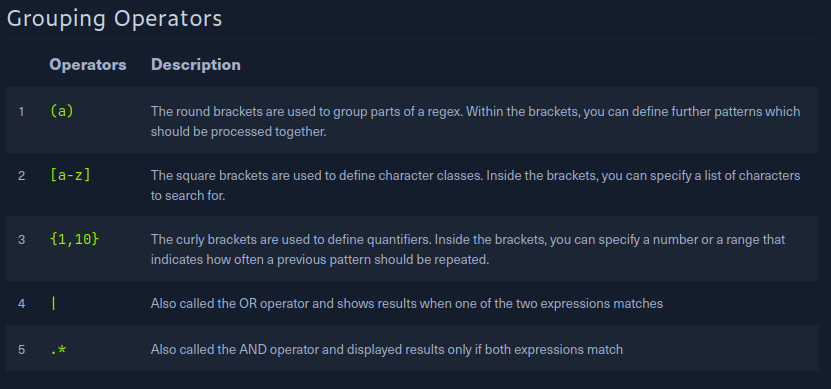 Grouping Operators
Operators Description
1 (a) The round brackets are used to group parts of a regex. Within the brackets, you can define further patterns which
should be processed together.
2 [a-z] The square brackets are used to define character classes. Inside the brackets, you can specify a list of characters
to search for.
3 {1,10} The curly brackets are used to define quantifiers. Inside the brackets, you can specify a number or a range that
indicates how often a previous pattern should be repeated.
4 | Also called the OR operator and shows results when one of the two expressions matches
5 .* Also called the AND operator and displayed results only if both expressions match